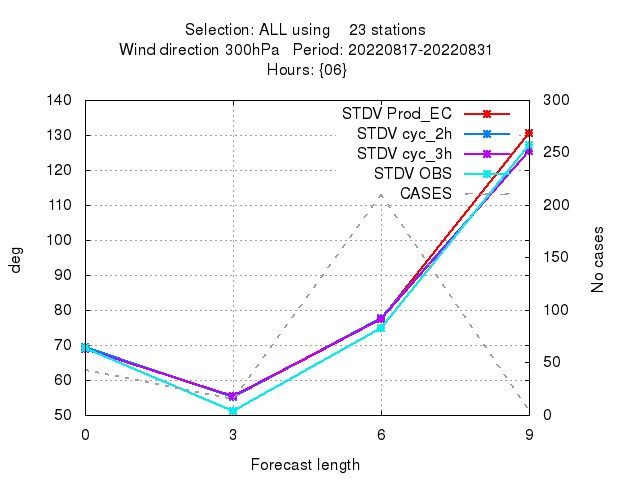 Selection: ALL using 23 stations
Wind direction 300hPa Period: 20220817-20220831
Hours: {06}
STDV Prod_EC
STDV cyc_2h
STDV cyc_3h
STDV OBS
CASES
140
130
120
110
100
90
80
70
60
50
deg
300
250
200
150
100
50
0
No cases
0 3 6 9
Forecast length